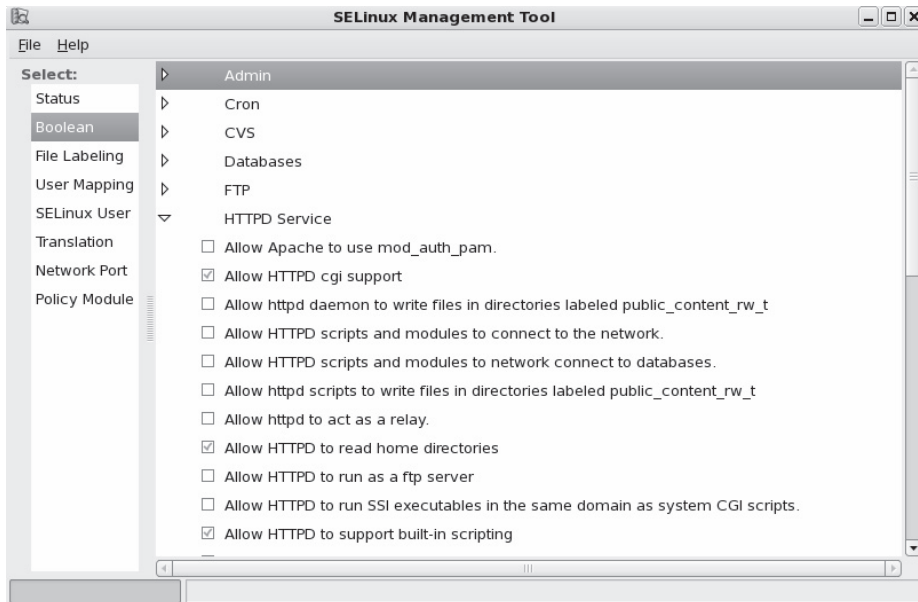 SELinux Management Tool
File Help
Select:
Status
Boolean
File Labeling
User Mapping
SELinux User
Translation
Network Port
Policy Module
Admin
Cron
CVS
Databases
FTP
HTTPD Service
Allow Apache to use mod_auth_pam.
Allow HTTPD cgi support
Allow httpd daemon to write files in directories labeled public_content_rw_t
Allow HTTPD scripts and modules to connect to the network.
Allow HTTPD scripts and modules to network connect to databases.
Allow httpd scripts to write files in directories labeled public_content_rw_t
Allow httpd to act as a relay.
Allow HTTPD to read home directories
Allow HTTPD to run as a ftp server
Allow HTTPD to run SSI executables in the same domain as system CGI scripts.
Allow HTTPD to support built-in scripting